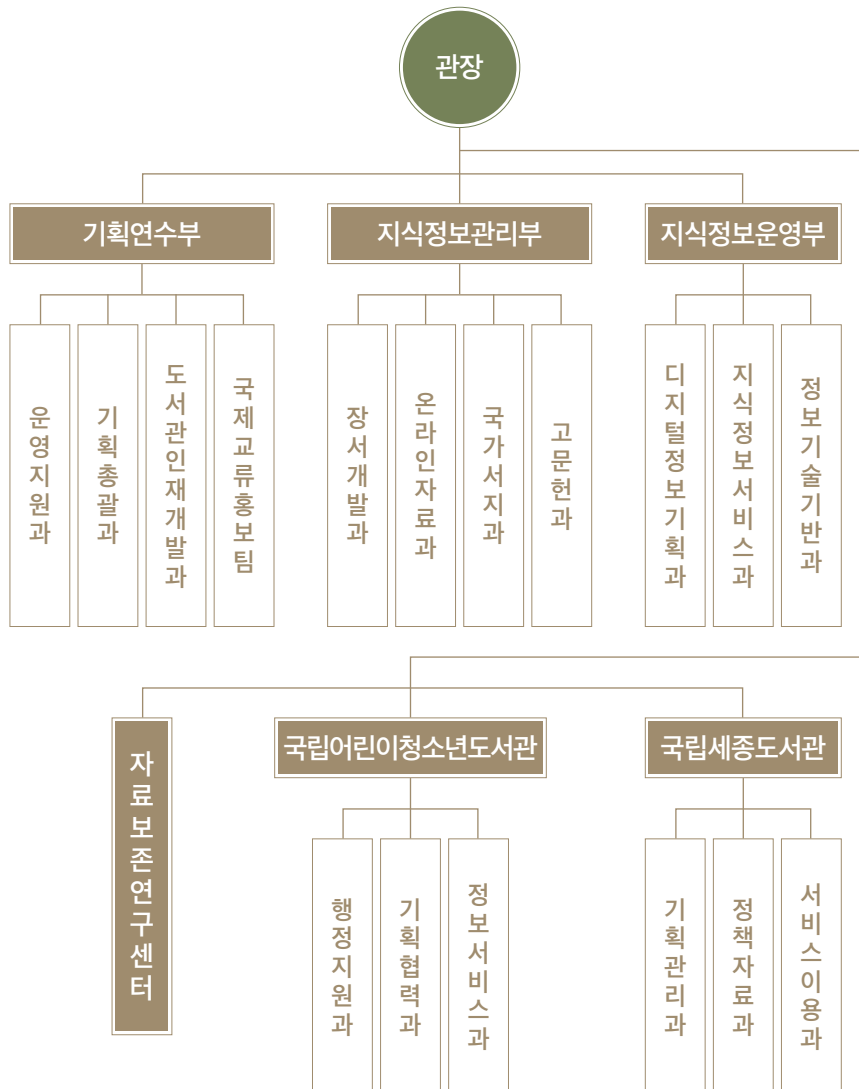 관장
기획연수부
지식정보관리부
지식정보운영부
운영지원과
기획총괄과
도서관인재개발과
국제교류홍보팀
장서개발과
온라인자료과
국가서지과
고문헌과
디지털정보기획과
지식정보서비스과
정보기술기반과
자료보존연구센터
국립어린이청소년도서관
국립세종도서관
행정지원과
기획협력과
정보서비스과
기획관리과
정책자료과
서비스이용과